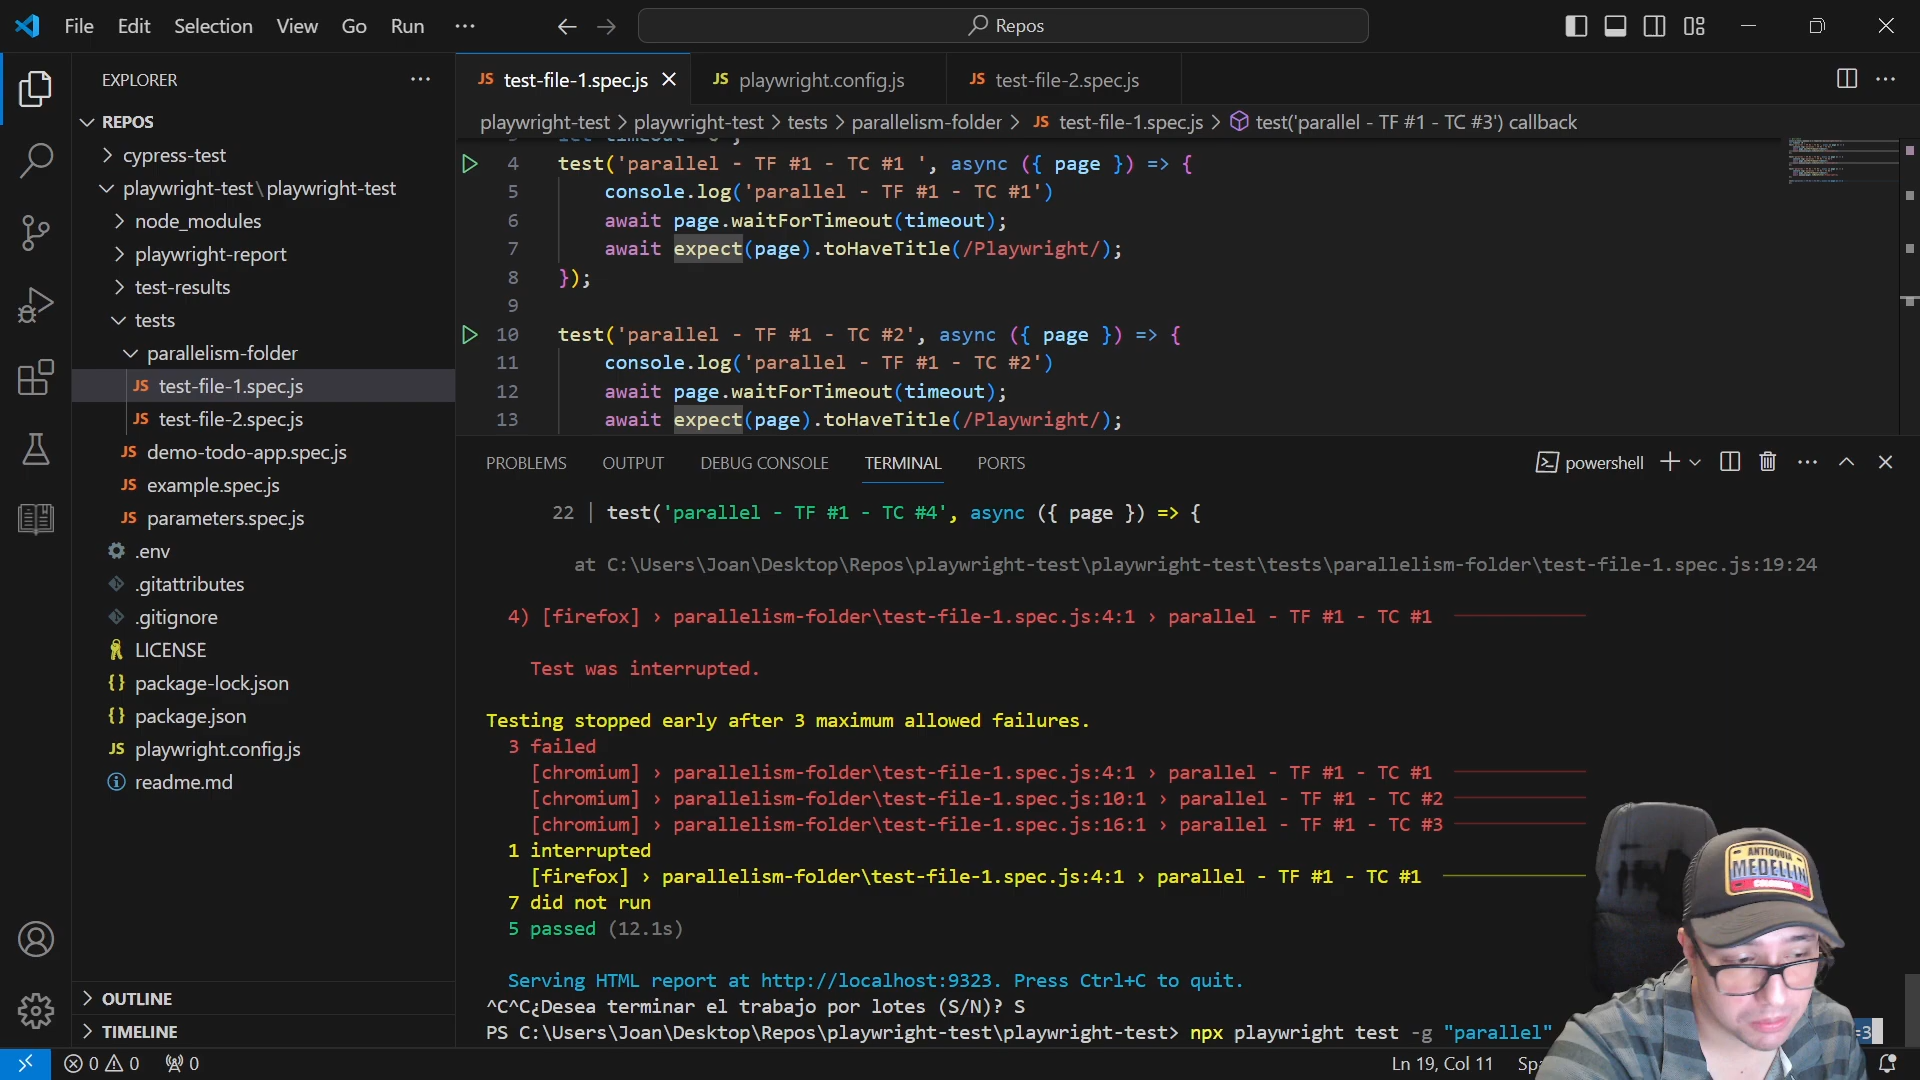 File Edit Selection View Go Run ···
Repos
EXPLORER
REPOS
cypress-test
playwright-test\playwright-test
node_modules
playwright-report
test-results
tests
parallelism-folder
JS test-file-1.spec.js
JS test-file-2.spec.js
JS demo-todo-app.spec.js
JS example.spec.js
JS parameters.spec.js
.env
.gitattributes
.gitignore
LICENSE
{} package-lock.json
{} package.json
JS playwright.config.js
readme.md
OUTLINE
TIMELINE
JS test-file-1.spec.js
JS playwright.config.js
JS test-file-2.spec.js
playwright-test > playwright-test > tests > parallelism-folder > JS test-file-1.spec.js > test('parallel - TF #1 - TC #3') callback
4 test('parallel - TF #1 - TC #1 ', async ({ page }) => {
5 console.log('parallel - TF #1 - TC #1')
6 await page.waitForTimeout(timeout);
7 await expect(page).toHaveTitle(/Playwright/);
8 });
9
10 test('parallel - TF #1 - TC #2', async ({ page }) => {
11 console.log('parallel - TF #1 - TC #2')
12 await page.waitForTimeout(timeout);
13 await expect(page).toHaveTitle(/Playwright/);
PROBLEMS OUTPUT DEBUG CONSOLE TERMINAL PORTS
powershell
22 | test('parallel - TF #1 - TC #4', async ({ page }) => {
at C:\Users\Joan\Desktop\Repos\playwright-test\playwright-test\tests\parallelism-folder\test-file-1.spec.js:19:24
4) [firefox] › parallelism-folder\test-file-1.spec.js:4:1 › parallel - TF #1 - TC #1
Test was interrupted.
Testing stopped early after 3 maximum allowed failures.
3 failed
[chromium] › parallelism-folder\test-file-1.spec.js:4:1 › parallel - TF #1 - TC #1
[chromium] › parallelism-folder\test-file-1.spec.js:10:1 › parallel - TF #1 - TC #2
[chromium] › parallelism-folder\test-file-1.spec.js:16:1 › parallel - TF #1 - TC #3
1 interrupted
[firefox] › parallelism-folder\test-file-1.spec.js:4:1 › parallel - TF #1 - TC #1
7 did not run
5 passed (12.1s)
Serving HTML report at http://localhost:9323. Press Ctrl+C to quit.
^C^C¿Desea terminar el trabajo por lotes (S/N)? S
PS C:\Users\Joan\Desktop\Repos\playwright-test\playwright-test> npx playwright test -g "parallel" =3
ANTIOQUIA
MEDELLIN
0 0 0
Ln 19, Col 11